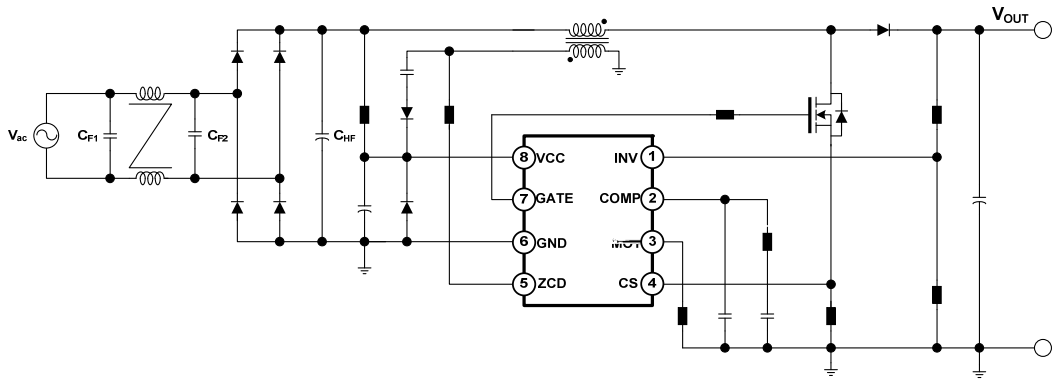 VOUT
Vac
CF1
CF2
CHF
8 VCC
INV 1
7 GATE
COMP 2
6 GND
3
5 ZCD
CS 4